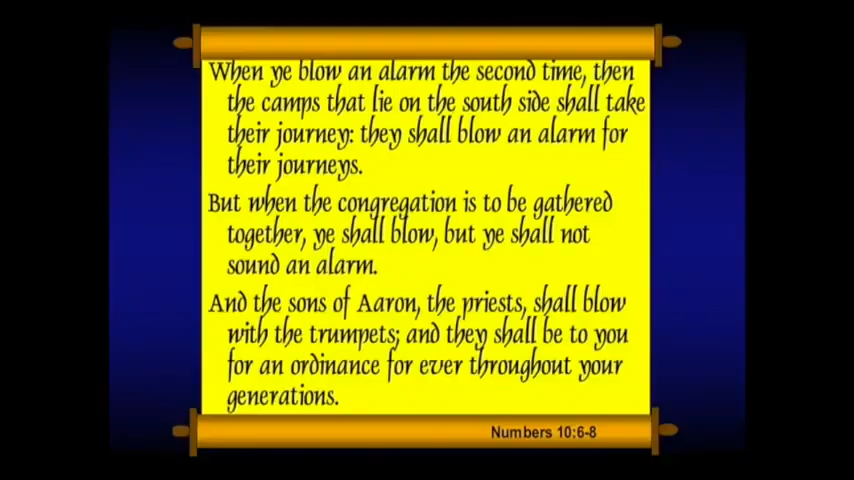 When ye blow an alarm the second time, then
the camps that lie on the south side shall take
their journey: they shall blow an alarm for
their journeys.
But when the congregation is to be gathered
together, ye shall blow, but ye shall not
sound an alarm.
And the sons of Aaron, the priests, shall blow
with the trumpets; and they shall be to you
for an ordinance for ever throughout your
generations.
Numbers 10:6-8